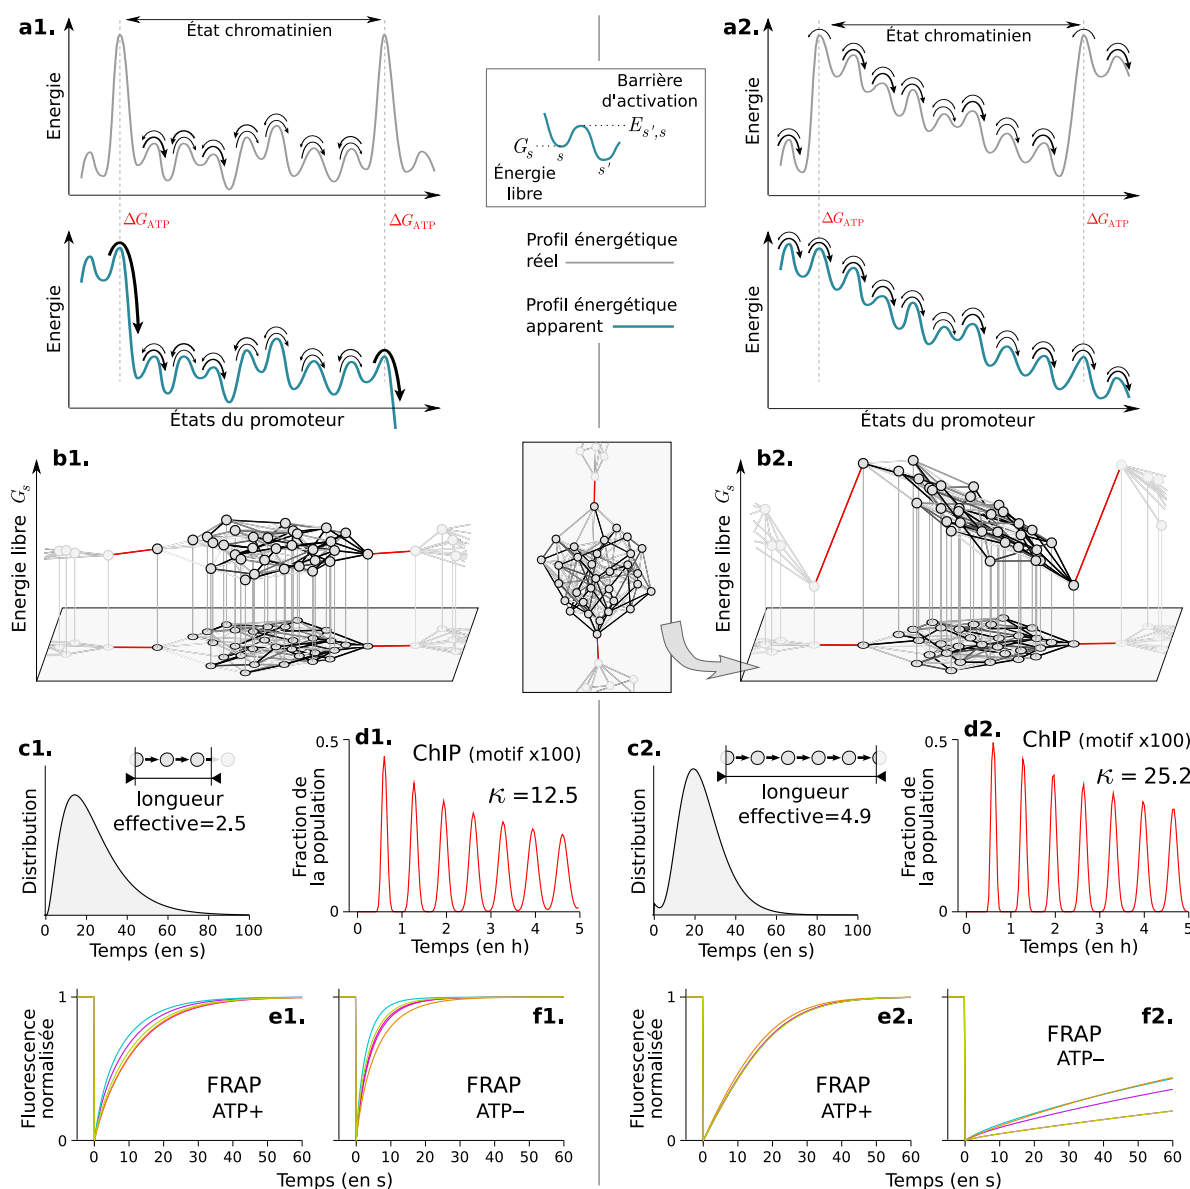 a1.
État chromatinien
Energie
ΔG_ATP
ΔG_ATP
Energie
États du promoteur
Barrière
d'activation
E_s',s
G_s
s
s'
Énergie
libre
Profil énergétique
réel
Profil énergétique
apparent
a2.
État chromatinien
Energie
ΔG_ATP
ΔG_ATP
Energie
États du promoteur
b1.
Energie libre G_s
b2.
Energie libre G_s
c1.
longueur
effective=2.5
Distribution
0 20 40 60 80 100
Temps (en s)
d1.
ChIP (motif x100)
κ =12.5
Fraction de
la population
0.5
0
0 1 2 3 4 5
Temps (en h)
c2.
longueur
effective=4.9
Distribution
0 20 40 60 80 100
Temps (en s)
d2.
ChIP (motif x100)
κ = 25.2
Fraction de
la population
0.5
0
0 1 2 3 4 5
Temps (en h)
e1.
FRAP
ATP+
Fluorescence
normalisée
1
0
0 10 20 30 40 50 60
f1.
FRAP
ATP−
0 10 20 30 40 50 60
Temps (en s)
e2.
FRAP
ATP+
Fluorescence
normalisée
1
0
0 10 20 30 40 50 60
f2.
FRAP
ATP−
0 10 20 30 40 50 60
Temps (en s)